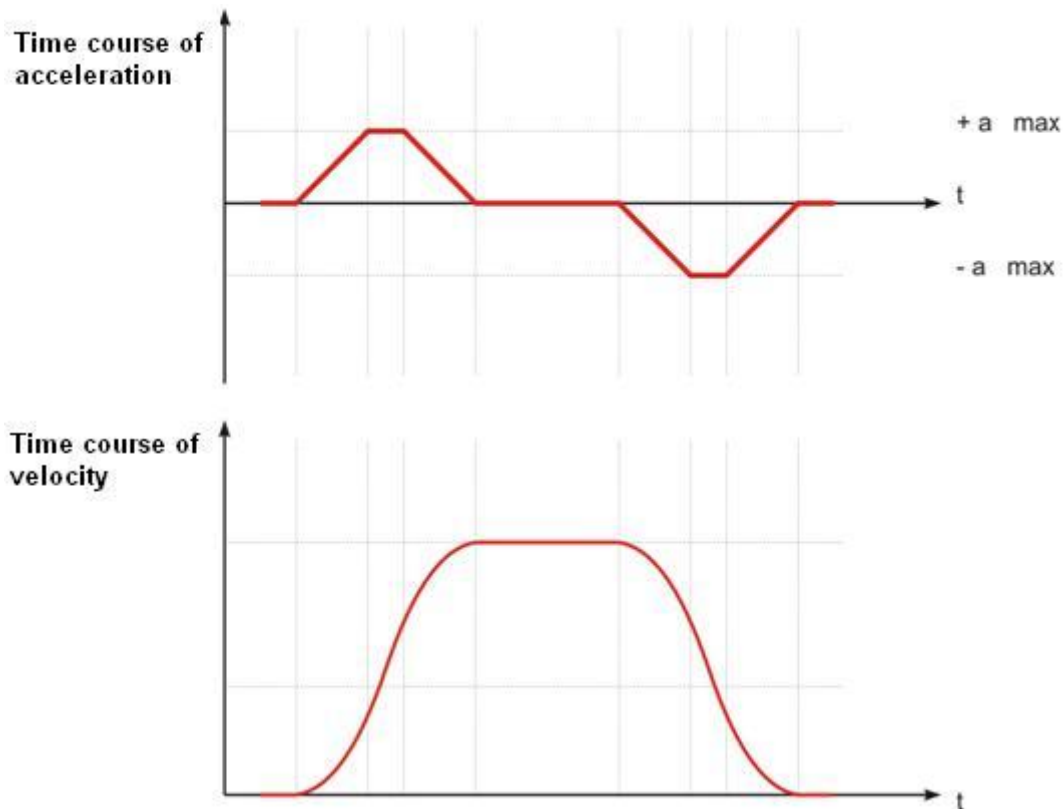 Time course of
acceleration
+ a max
t
- a max
Time course of
velocity
t